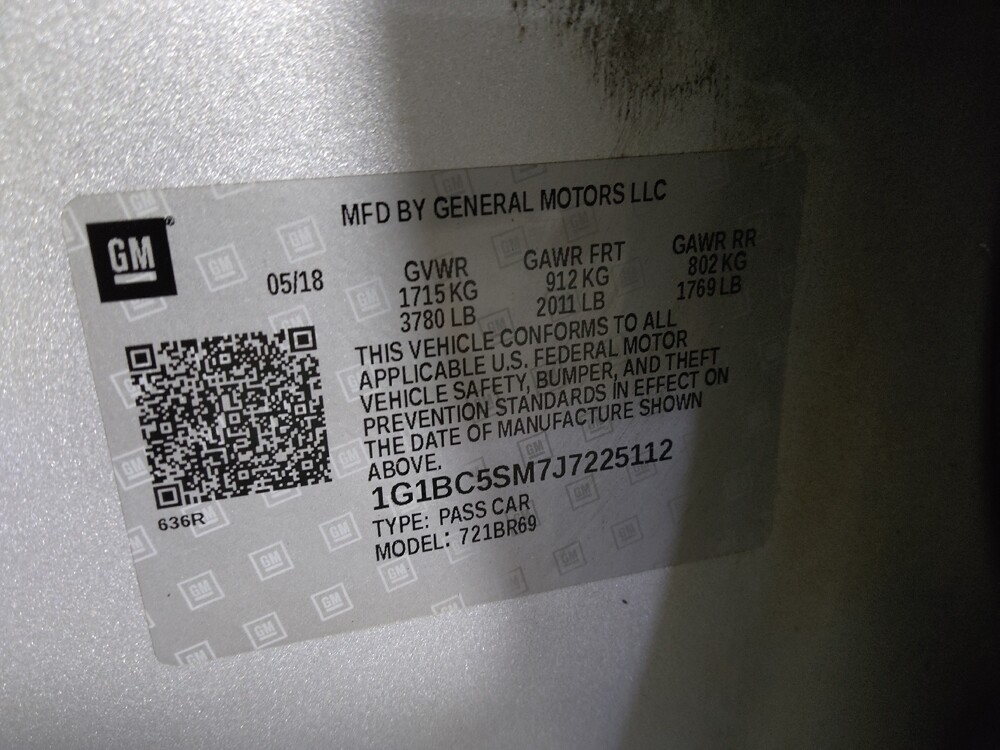 MFD BY GENERAL MOTORS LLC
GM
05/18
GVWR
1715 KG
3780 LB
GAWR FRT
912 KG
2011 LB
GAWR RR
802 KG
1769 LB
THIS VEHICLE CONFORMS TO ALL
APPLICABLE U.S. FEDERAL MOTOR
VEHICLE SAFETY, BUMPER, AND THEFT
PREVENTION STANDARDS IN EFFECT ON
THE DATE OF MANUFACTURE SHOWN
ABOVE.
1G1BC5SM7J7225112
TYPE: PASS CAR
MODEL: 721BR69
636R